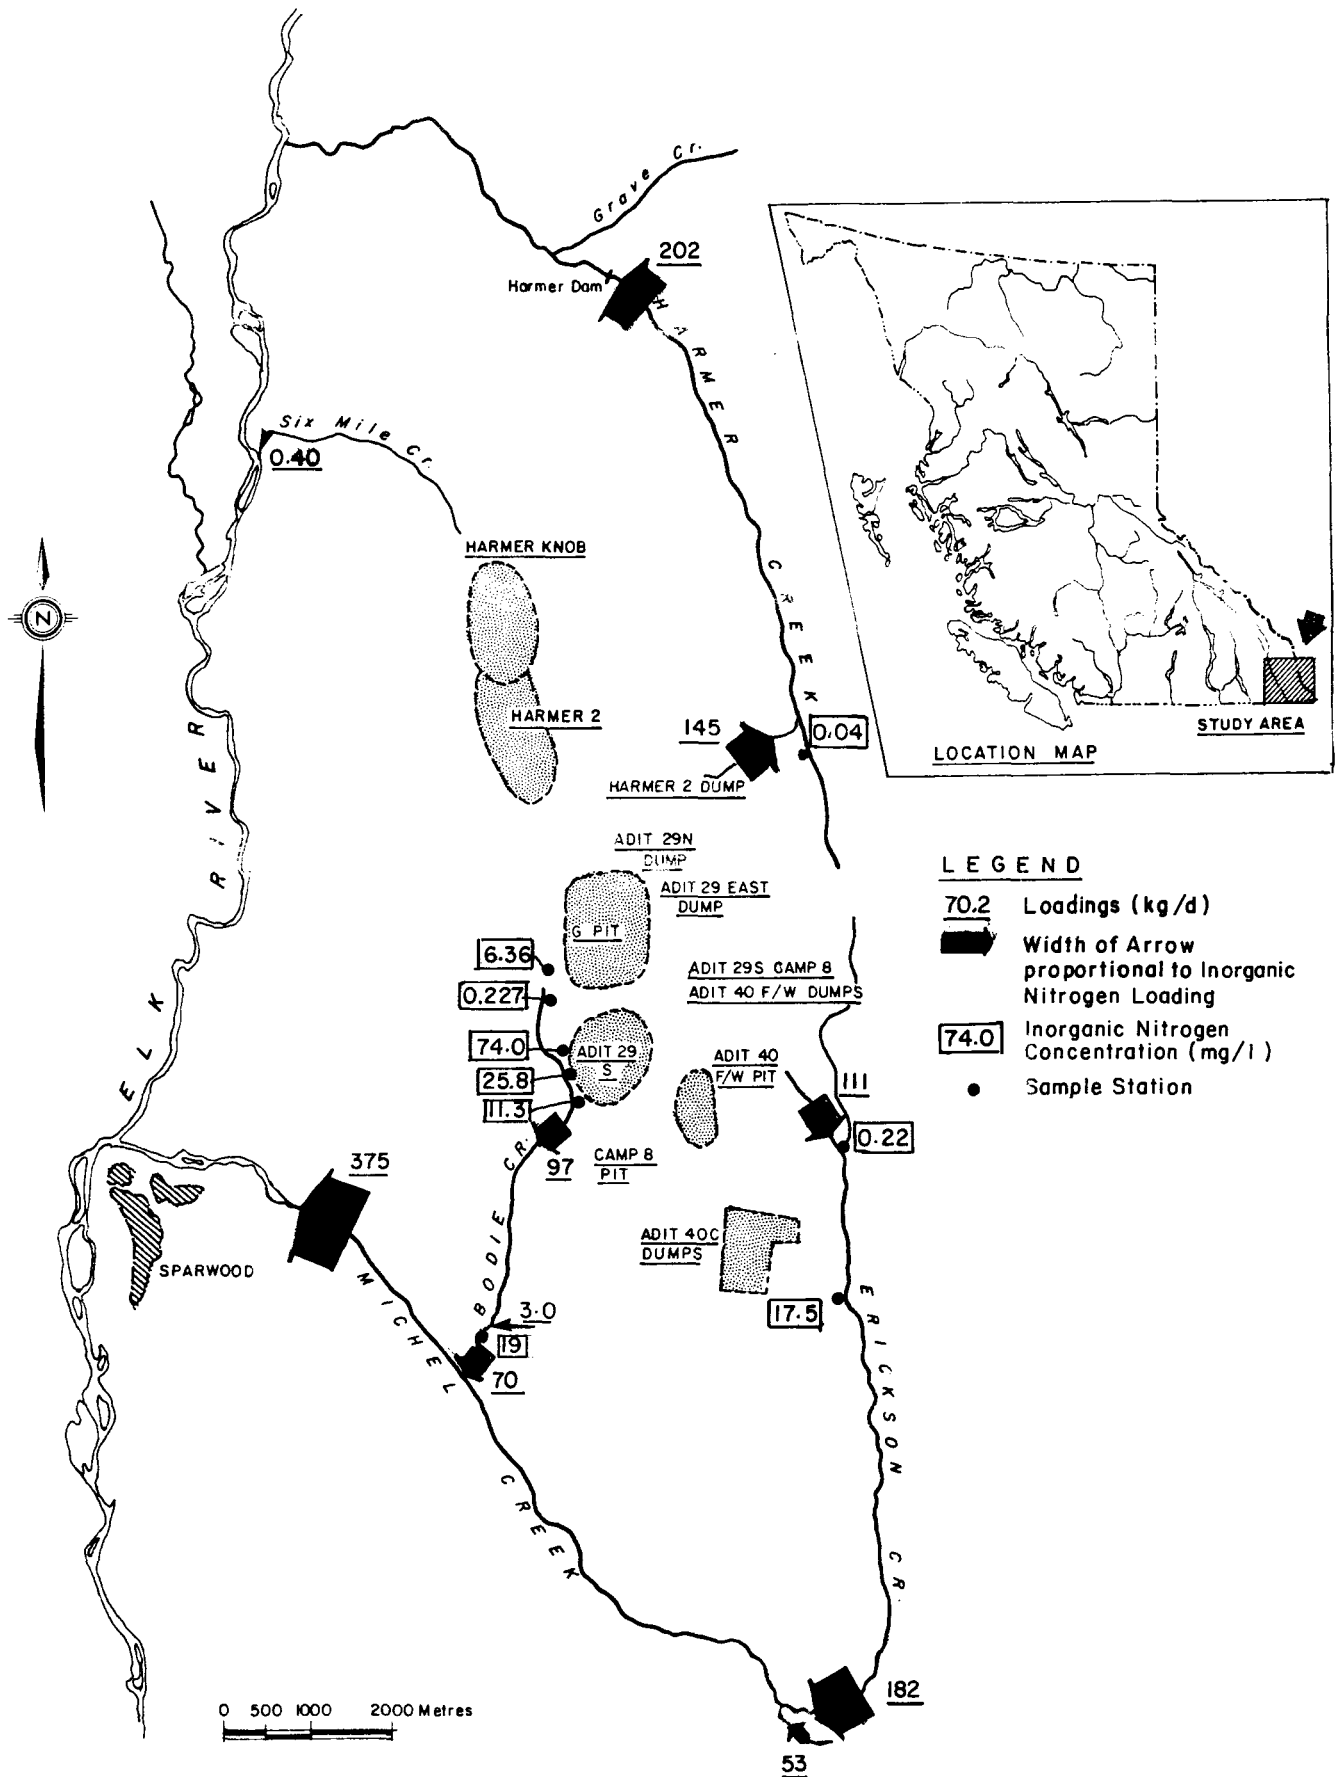 Grave Cr.
202
Harmer Dam
HARMER CREEK
Six Mile Cr.
0.40
HARMER KNOB
HARMER 2
N
145
0.04
HARMER 2 DUMP
LOCATION MAP
STUDY AREA
ELK RIVER
ADIT 29N
DUMP
ADIT 29 EAST
DUMP
G PIT
6.36
0.227
74.0
25.8
11.3
ADIT 29
S
ADIT 29S CAMP 8
ADIT 40 F/W DUMPS
ADIT 40
F/W PIT
111
0.22
97
CAMP 8
PIT
375
SPARWOOD
ADIT 40C
DUMPS
17.5
BODIE CR.
3.0
19
70
MICHEL CREEK
ERICKSON CR.
182
53
0 500 1000 2000 Metres
LEGEND
70.2 Loadings (kg/d)
Width of Arrow
proportional to Inorganic
Nitrogen Loading
74.0 Inorganic Nitrogen
Concentration (mg/l)
Sample Station